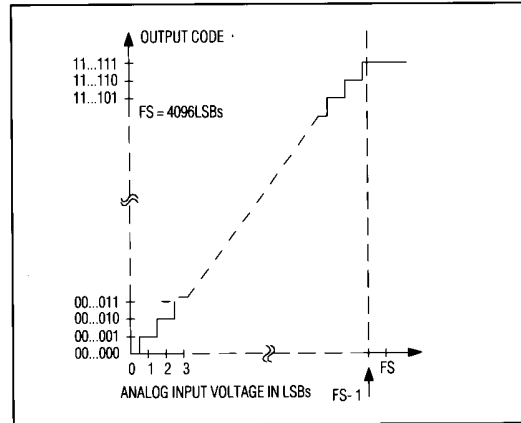 OUTPUT CODE
11...111
11...110
11...101
FS = 4096LSBs
00...011
00...010
00...001
00...000
0 1 2 3
FS
ANALOG INPUT VOLTAGE IN LSBs
FS-1